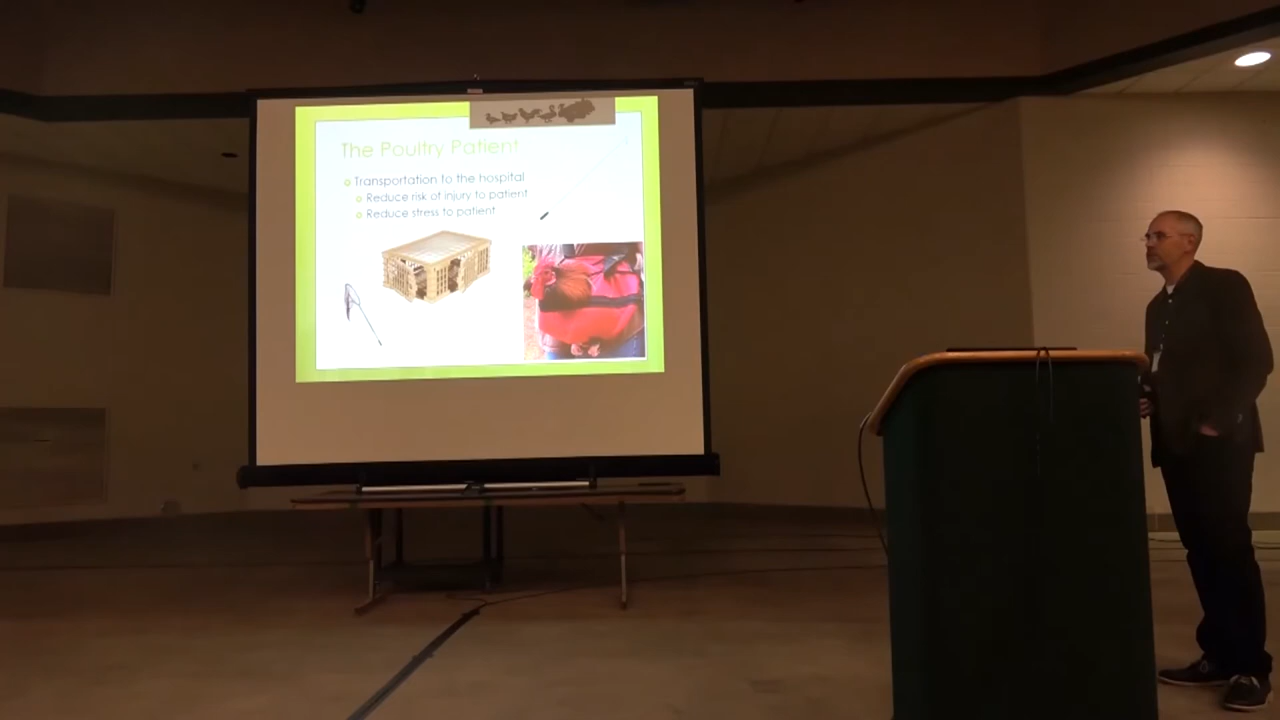 The Poultry Patient
Transportation to the hospital
Reduce risk of injury to patient
Reduce stress to patient